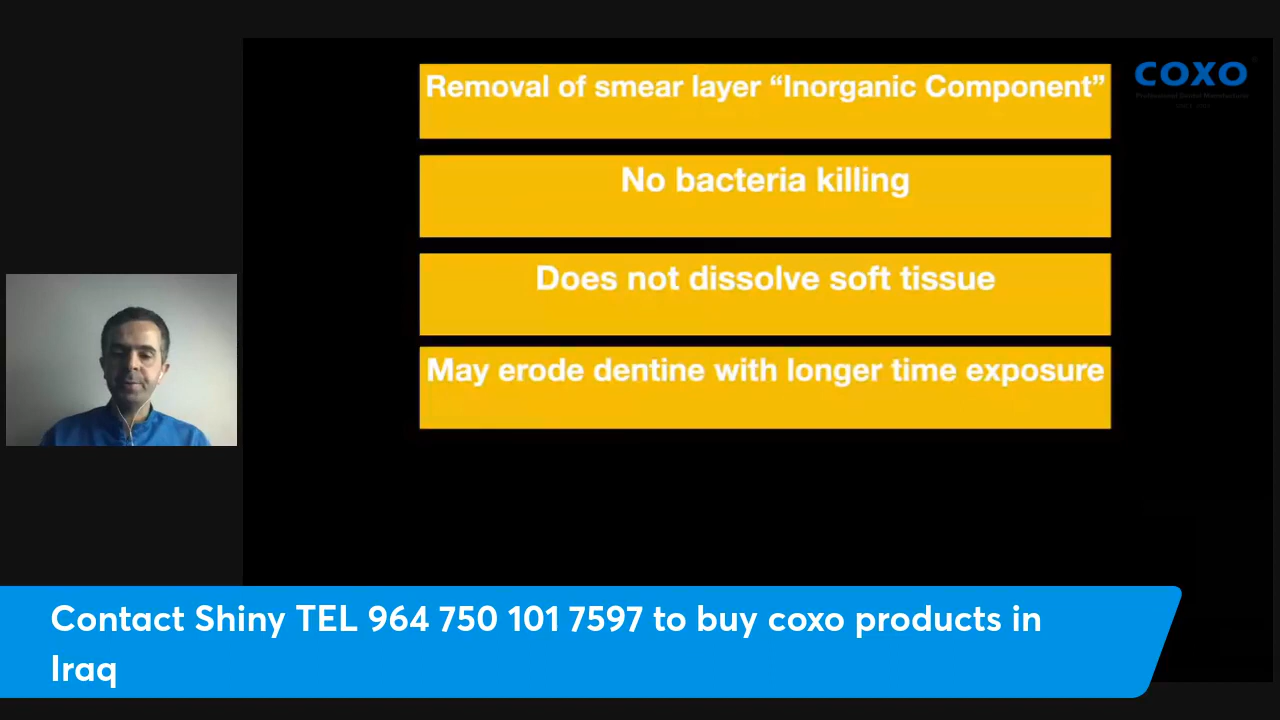 Removal of smear layer “Inorganic Component”
coxo
No bacteria killing
Does not dissolve soft tissue
May erode dentine with longer time exposure
Contact Shiny TEL 964 750 101 7597 to buy coxo products in
Iraq